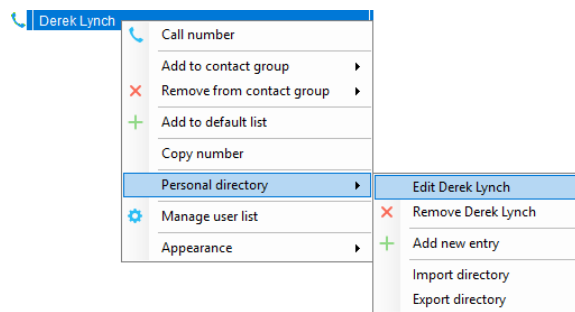 Derek Lynch
Call number
Add to contact group
Remove from contact group
Add to default list
Copy number
Personal directory
Edit Derek Lynch
Manage user list
Remove Derek Lynch
Appearance
Add new entry
Import directory
Export directory